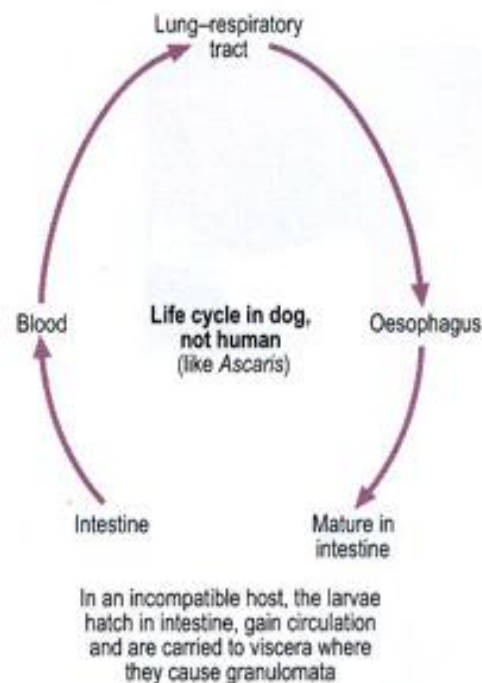 Lung–respiratory
tract
Blood
Life cycle in dog,
not human
(like Ascaris)
Oesophagus
Intestine
Mature in
intestine
In an incompatible host, the larvae
hatch in intestine, gain circulation
and are carried to viscera where
they cause granulomata